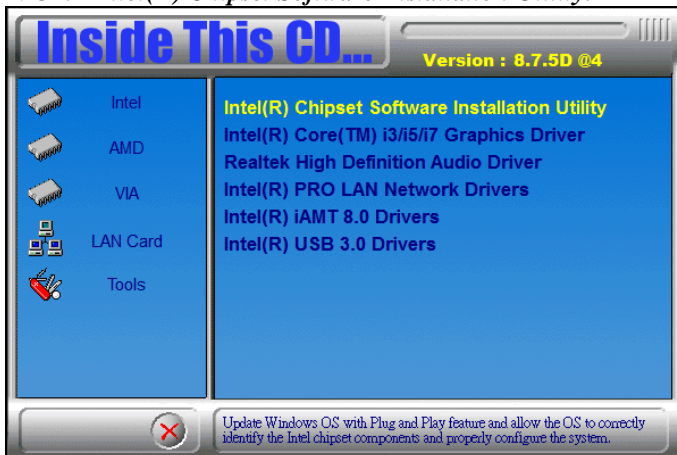 Inside This CD...
Version : 8.7.5D @4
Intel
AMD
VIA
LAN Card
Tools
Intel(R) Chipset Software Installation Utility
Intel(R) Core(TM) i3/i5/i7 Graphics Driver
Realtek High Definition Audio Driver
Intel(R) PRO LAN Network Drivers
Intel(R) iAMT 8.0 Drivers
Intel(R) USB 3.0 Drivers
Update Windows OS with Plug and Play feature and allow the OS to correctly
identify the Intel chipset components and properly configure the system.